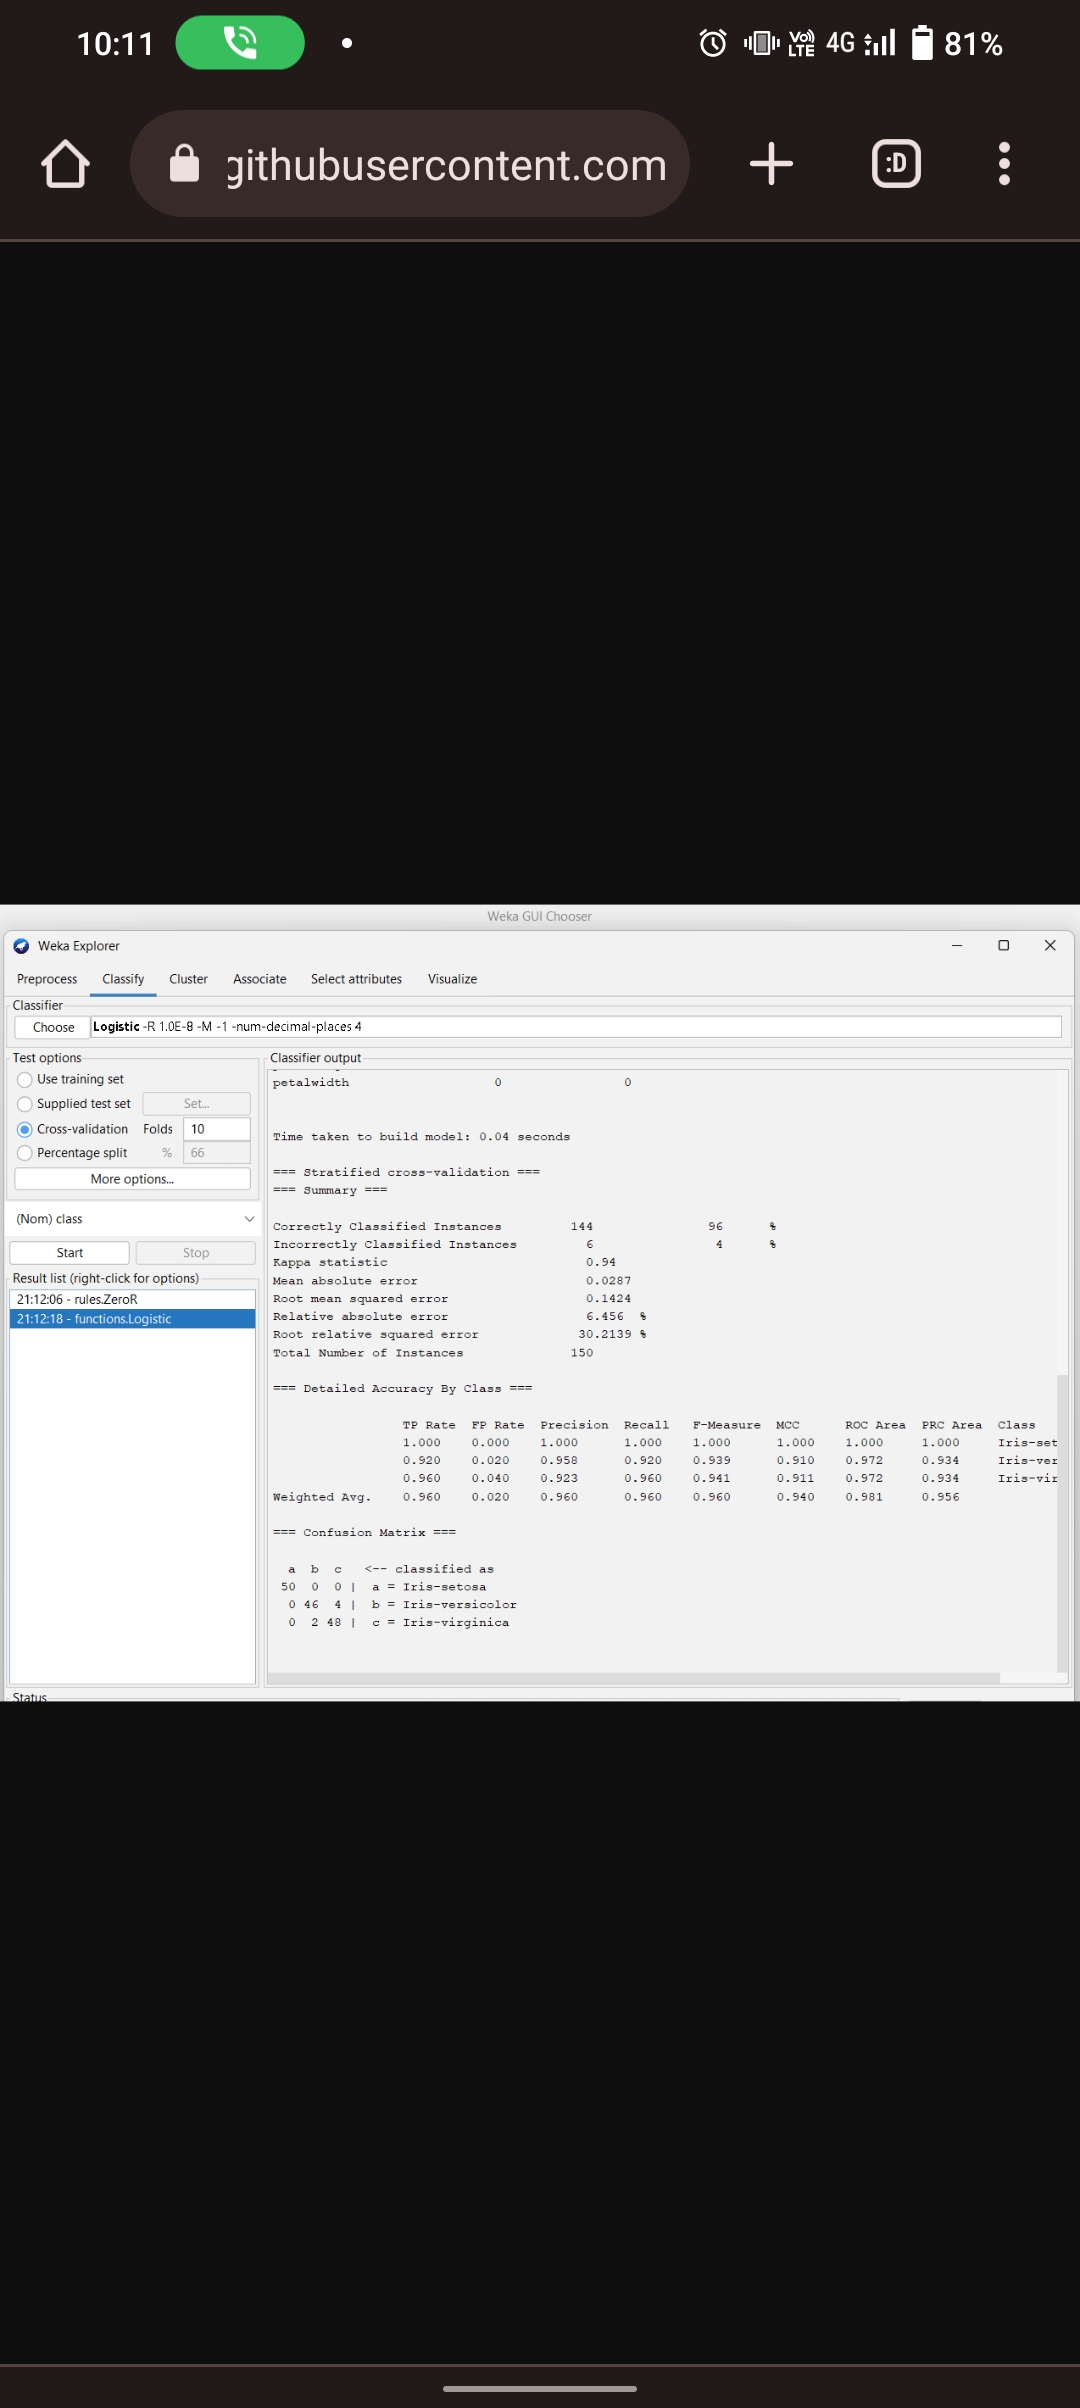 10:11 VoD LTE 4G 81%
githubusercontent.com :D
Weka GUI Chooser
Weka Explorer
Preprocess Classify Cluster Associate Select attributes Visualize
Classifier
Choose Logistic -R 1.0E-8 -M -1 -num-decimal-places 4
Test options
Use training set
Supplied test set Set...
Cross-validation Folds 10
Percentage split % 66
More options...
(Nom) class
Start Stop
Result list (right-click for options)
21:12:06 - rules.ZeroR
21:12:18 - functions.Logistic
Classifier output
petalwidth 0 0
Time taken to build model: 0.04 seconds
=== Stratified cross-validation ===
=== Summary ===
Correctly Classified Instances 144 96 %
Incorrectly Classified Instances 6 4 %
Kappa statistic 0.94
Mean absolute error 0.0287
Root mean squared error 0.1424
Relative absolute error 6.456 %
Root relative squared error 30.2139 %
Total Number of Instances 150
=== Detailed Accuracy By Class ===
TP Rate FP Rate Precision Recall F-Measure MCC ROC Area PRC Area Class
1.000 0.000 1.000 1.000 1.000 1.000 1.000 1.000 Iris-set
0.920 0.020 0.958 0.920 0.939 0.910 0.972 0.934 Iris-ver
0.960 0.040 0.923 0.960 0.941 0.911 0.972 0.934 Iris-vir
Weighted Avg. 0.960 0.020 0.960 0.960 0.960 0.940 0.981 0.956
=== Confusion Matrix ===
a b c <-- classified as
50 0 0 | a = Iris-setosa
0 46 4 | b = Iris-versicolor
0 2 48 | c = Iris-virginica
Status